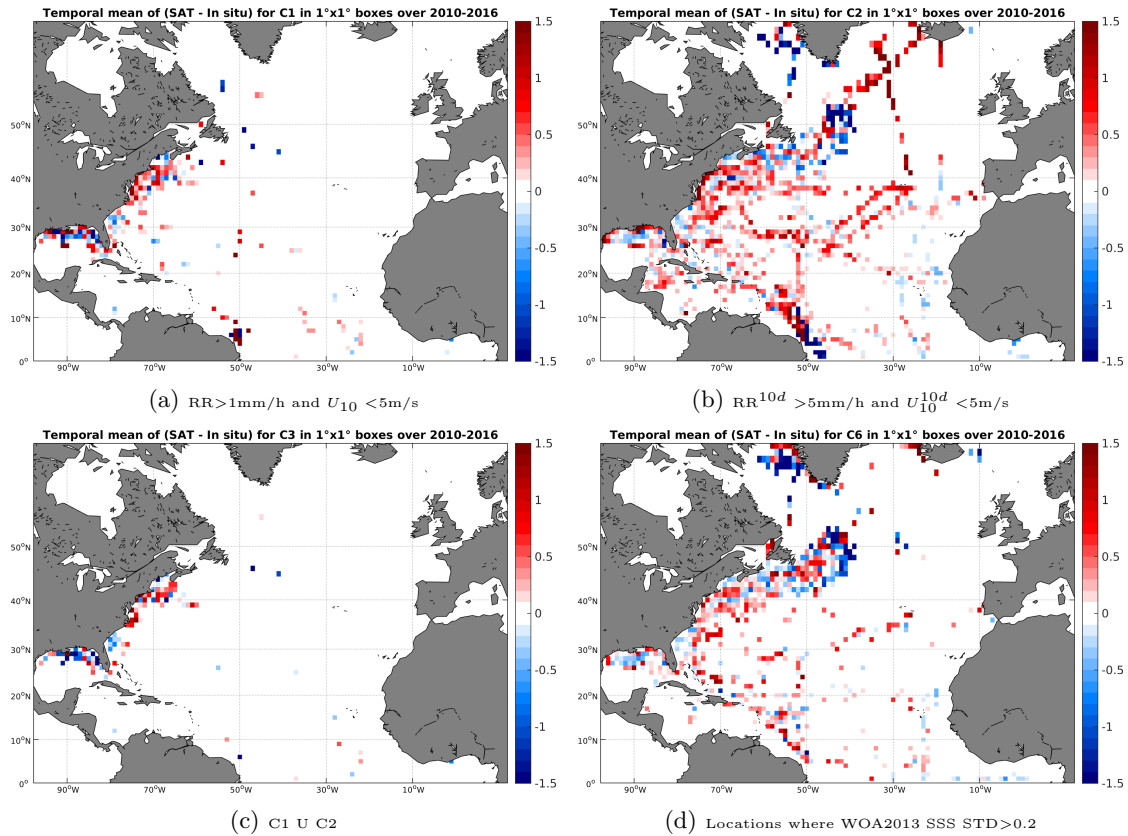 Temporal mean of (SAT - In situ) for C1 in 1°x1° boxes over 2010-2016
50°N
40°N
30°N
20°N
10°N
0°
90°W
70°W
50°W
30°W
10°W
1.5
1
0.5
0
-0.5
-1
-1.5
(a) RR>1mm/h and U10 <5m/s
Temporal mean of (SAT - In situ) for C2 in 1°x1° boxes over 2010-2016
50°N
40°N
30°N
20°N
10°N
0°
90°W
70°W
50°W
30°W
10°W
1.5
1
0.5
0
-0.5
-1
-1.5
(b) RR^10d >5mm/h and U10^10d <5m/s
Temporal mean of (SAT - In situ) for C3 in 1°x1° boxes over 2010-2016
50°N
40°N
30°N
20°N
10°N
0°
90°W
70°W
50°W
30°W
10°W
1.5
1
0.5
0
-0.5
-1
-1.5
(c) C1 U C2
Temporal mean of (SAT - In situ) for C6 in 1°x1° boxes over 2010-2016
50°N
40°N
30°N
20°N
10°N
0°
90°W
70°W
50°W
30°W
10°W
1.5
1
0.5
0
-0.5
-1
-1.5
(d) Locations where WOA2013 SSS STD>0.2